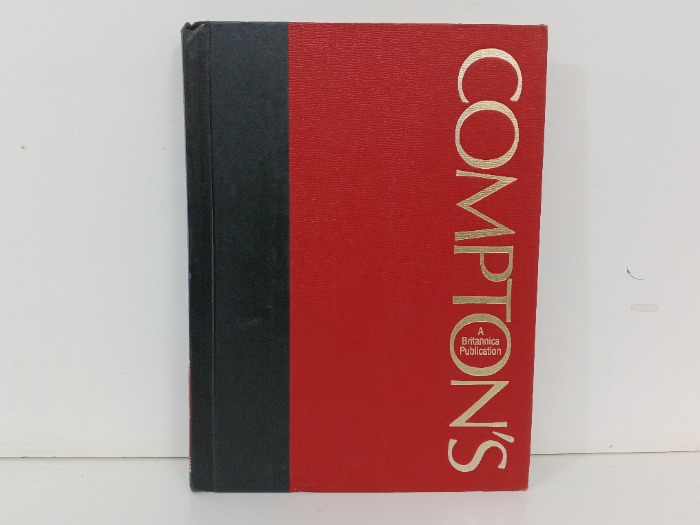 COMPTON'S
A
Britannica
Publication